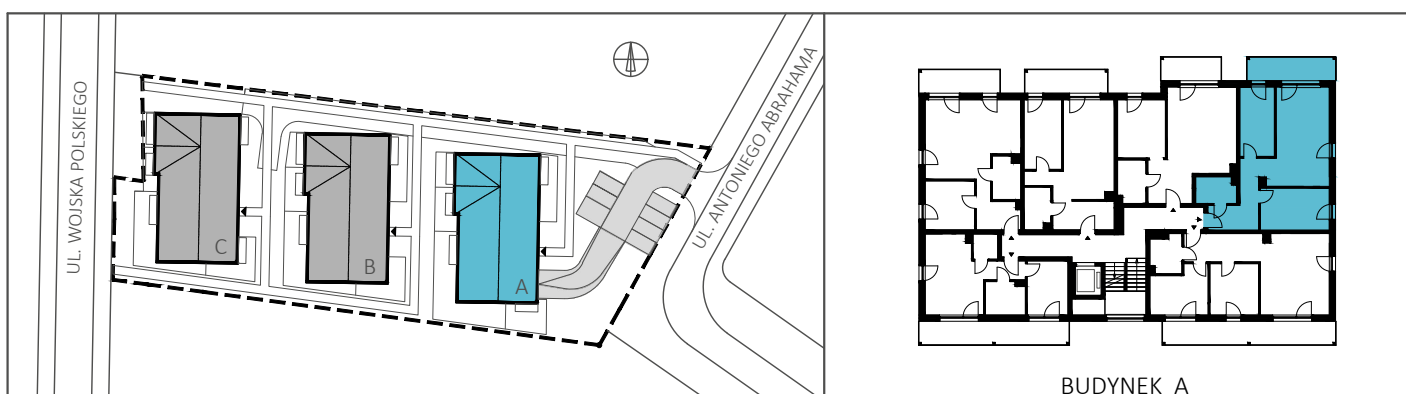 UL. WOJSKA POLSKIEGO
C
B
A
UL. ANTONIEGO ABRAHAMA
BUDYNEK A